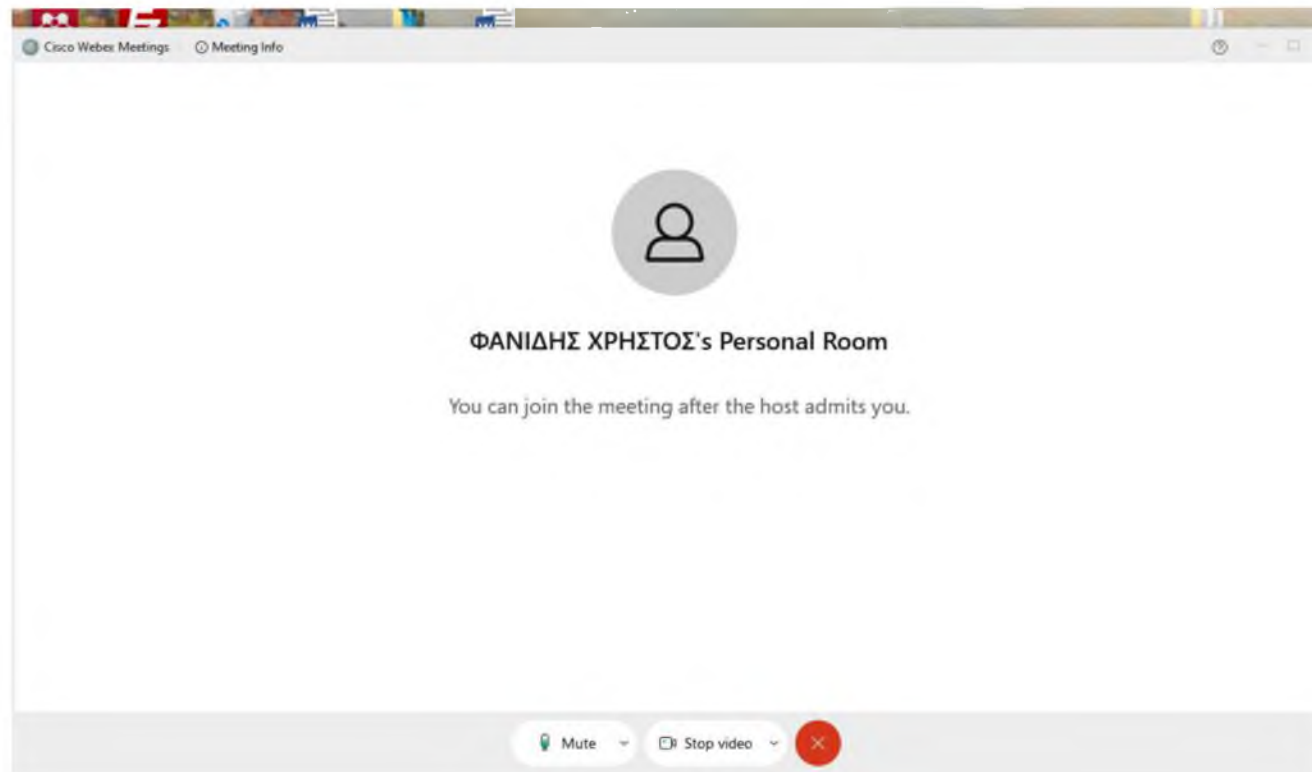 Cisco Webex Meetings Meeting Info
ΦΑΝΙΔΗΣ ΧΡΗΣΤΟΣ's Personal Room
You can join the meeting after the host admits you.
Mute Stop video